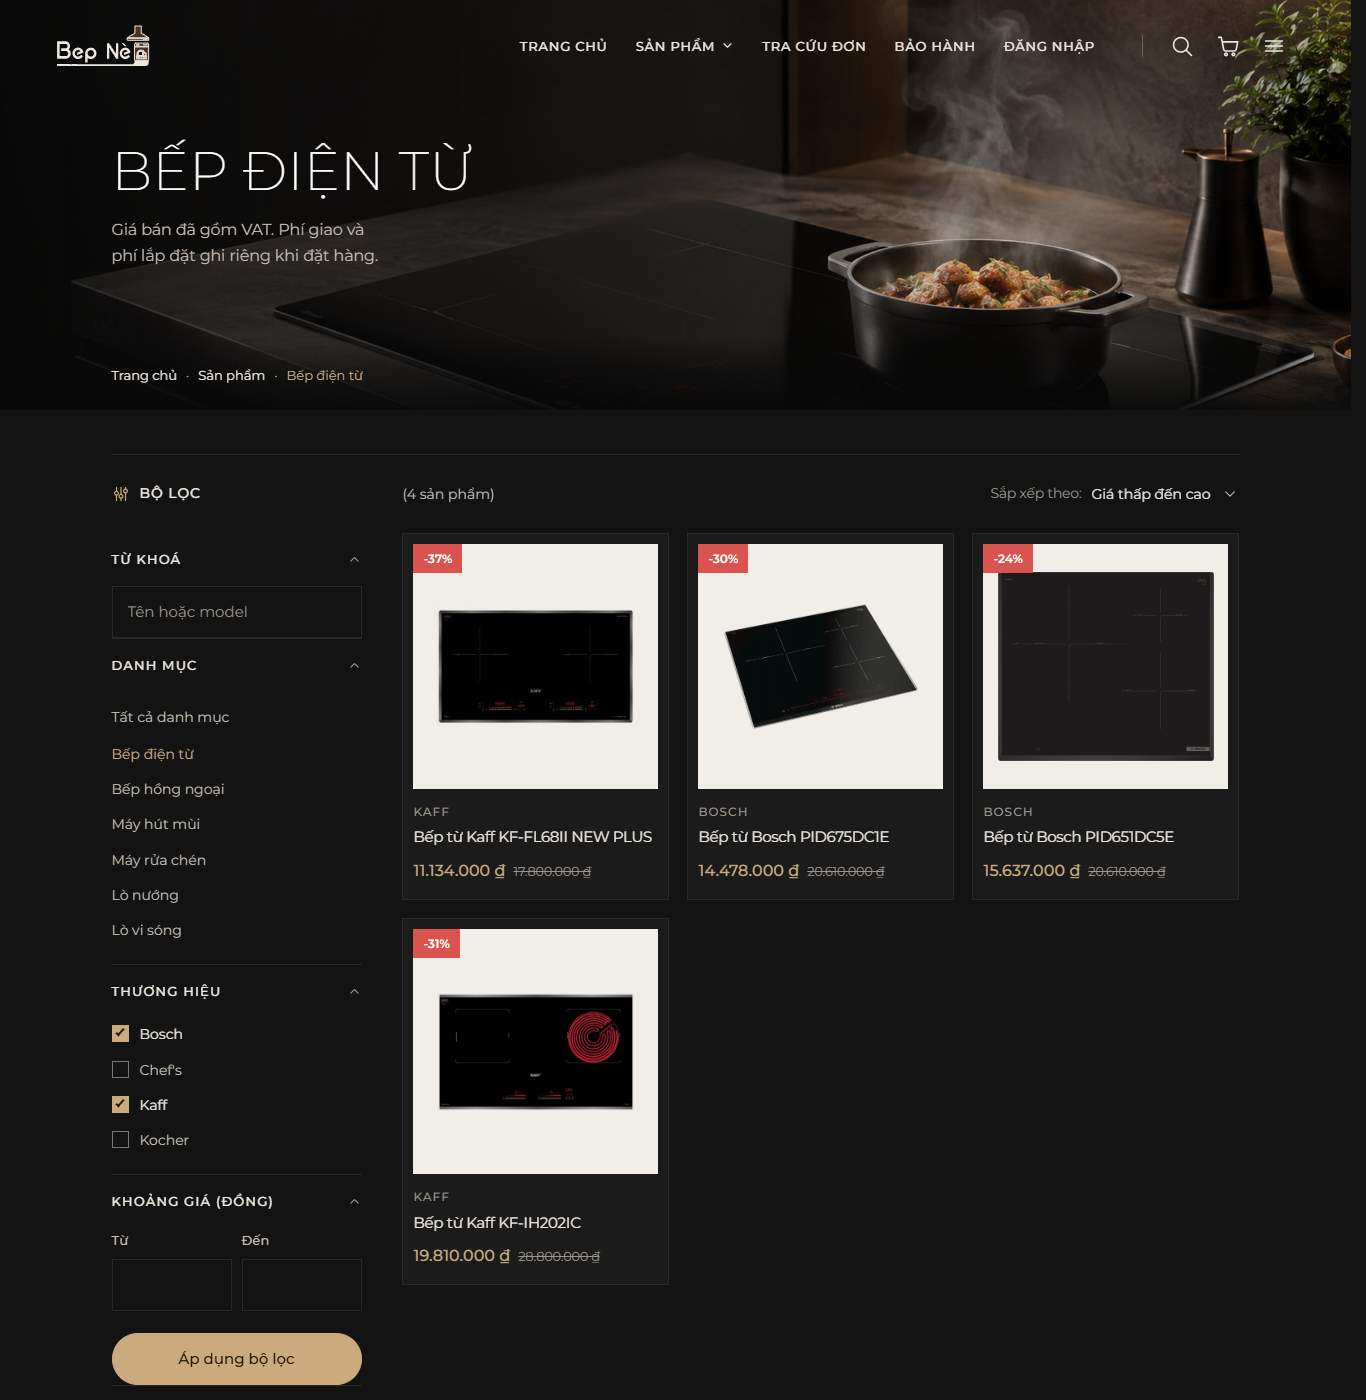 Bep Nè
TRANG CHỦ
SẢN PHẨM
TRA CỨU ĐƠN
BẢO HÀNH
ĐĂNG NHẬP
BẾP ĐIỆN TỪ
Giá bán đã gồm VAT. Phí giao và
phí lắp đặt ghi riêng khi đặt hàng.
Trang chủ · Sản phẩm · Bếp điện từ
BỘ LỌC
(4 sản phẩm)
Sắp xếp theo: Giá thấp đến cao
TỪ KHOÁ
Tên hoặc model
DANH MỤC
Tất cả danh mục
Bếp điện từ
Bếp hồng ngoại
Máy hút mùi
Máy rửa chén
Lò nướng
Lò vi sóng
THƯƠNG HIỆU
Bosch
Chef's
Kaff
Kocher
KHOẢNG GIÁ (ĐỒNG)
Từ
Đến
Áp dụng bộ lọc
-37%
KAFF
KAFF
Bếp từ Kaff KF-FL68II NEW PLUS
11.134.000 ₫ 17.800.000 ₫
-30%
BOSCH
Bếp từ Bosch PID675DC1E
14.478.000 ₫ 20.610.000 ₫
-24%
BOSCH
Bếp từ Bosch PID651DC5E
15.637.000 ₫ 20.610.000 ₫
-31%
KAFF
KAFF
Bếp từ Kaff KF-IH202IC
19.810.000 ₫ 28.800.000 ₫